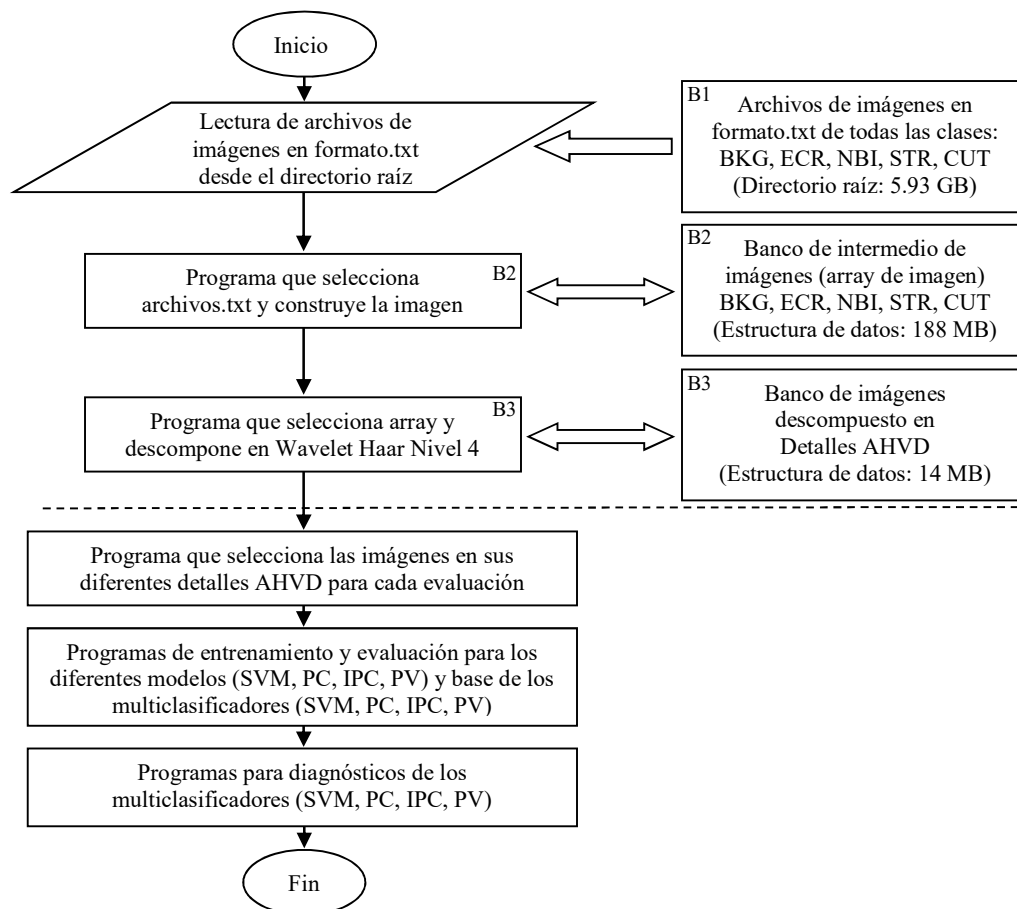 Inicio
Lectura de archivos de
imágenes en formato.txt
desde el directorio raíz
B1
Archivos de imágenes en
formato.txt de todas las clases:
BKG, ECR, NBI, STR, CUT
(Directorio raíz: 5.93 GB)
Programa que selecciona
archivos.txt y construye la imagen
B2
B2
Banco de intermedio de
imágenes (array de imagen)
BKG, ECR, NBI, STR, CUT
(Estructura de datos: 188 MB)
Programa que selecciona array y
descompone en Wavelet Haar Nivel 4
B3
B3
Banco de imágenes
descompuesto en
Detalles AHVD
(Estructura de datos: 14 MB)
Programa que selecciona las imágenes en sus
diferentes detalles AHVD para cada evaluación
Programas de entrenamiento y evaluación para los
diferentes modelos (SVM, PC, IPC, PV) y base de los
multiclasificadores (SVM, PC, IPC, PV)
Programas para diagnósticos de los
multiclasificadores (SVM, PC, IPC, PV)
Fin